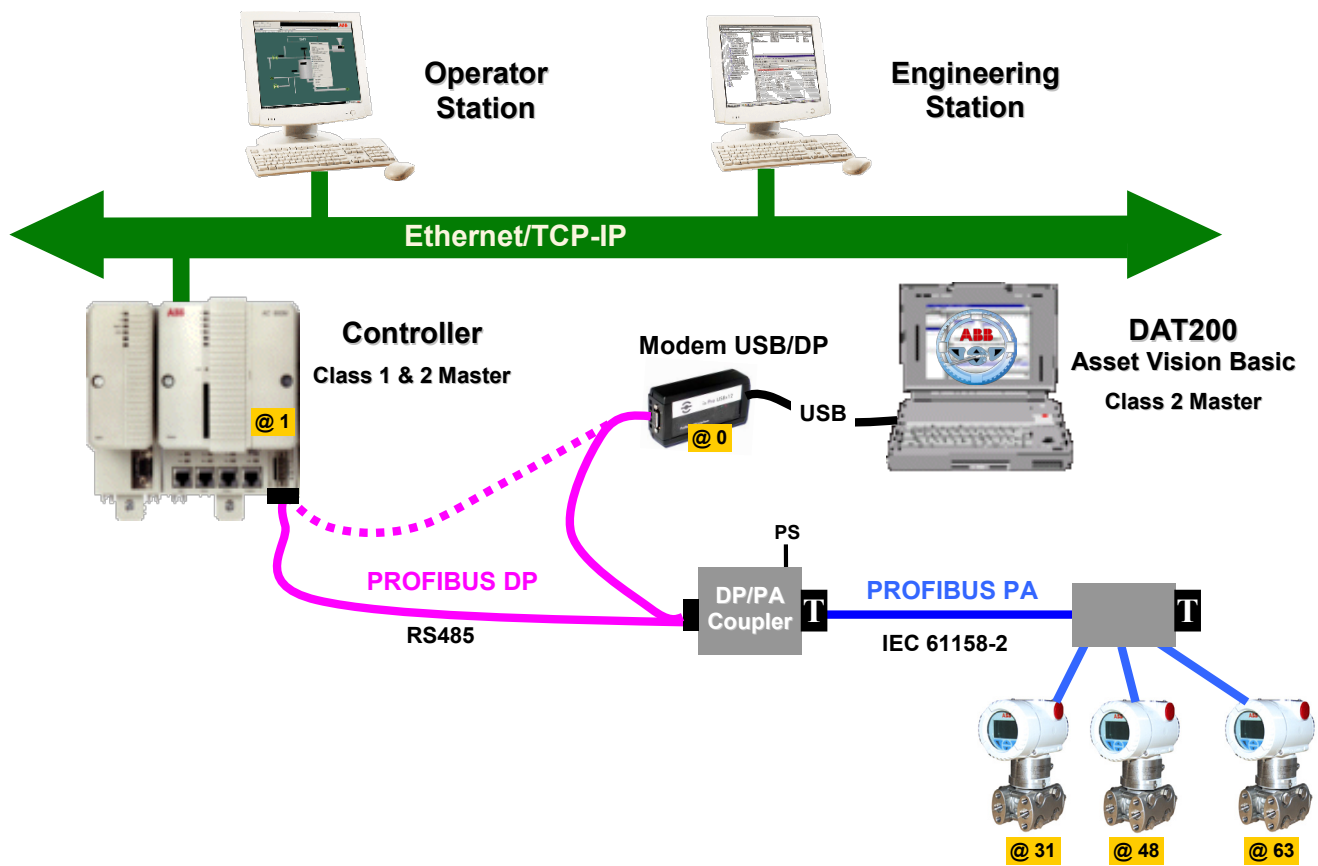 Operator
Station
Engineering
Station
Ethernet/TCP-IP
ABB
Controller
Class 1 & 2 Master
@ 1
Modem USB/DP
@ 0
USB
ABB
DAT200
Asset Vision Basic
Class 2 Master
PS
PROFIBUS DP
RS485
DP/PA
Coupler
T
PROFIBUS PA
IEC 61158-2
T
@ 31
@ 48
@ 63